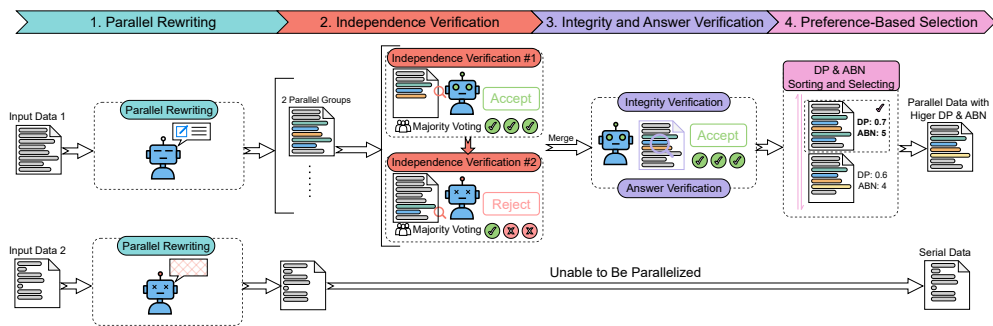 1. Parallel Rewriting
2. Independence Verification
3. Integrity and Answer Verification
4. Preference-Based Selection
Input Data 1
Parallel Rewriting
2 Parallel Groups
Independence Verification #1
Accept
Majority Voting
Independence Verification #2
Reject
Majority Voting
Merge
Integrity Verification
Accept
Answer Verification
DP & ABN
Sorting and Selecting
DP: 0.7
ABN: 5
DP: 0.6
ABN: 4
Parallel Data with
Higer DP & ABN
Input Data 2
Parallel Rewriting
Unable to Be Parallelized
Serial Data